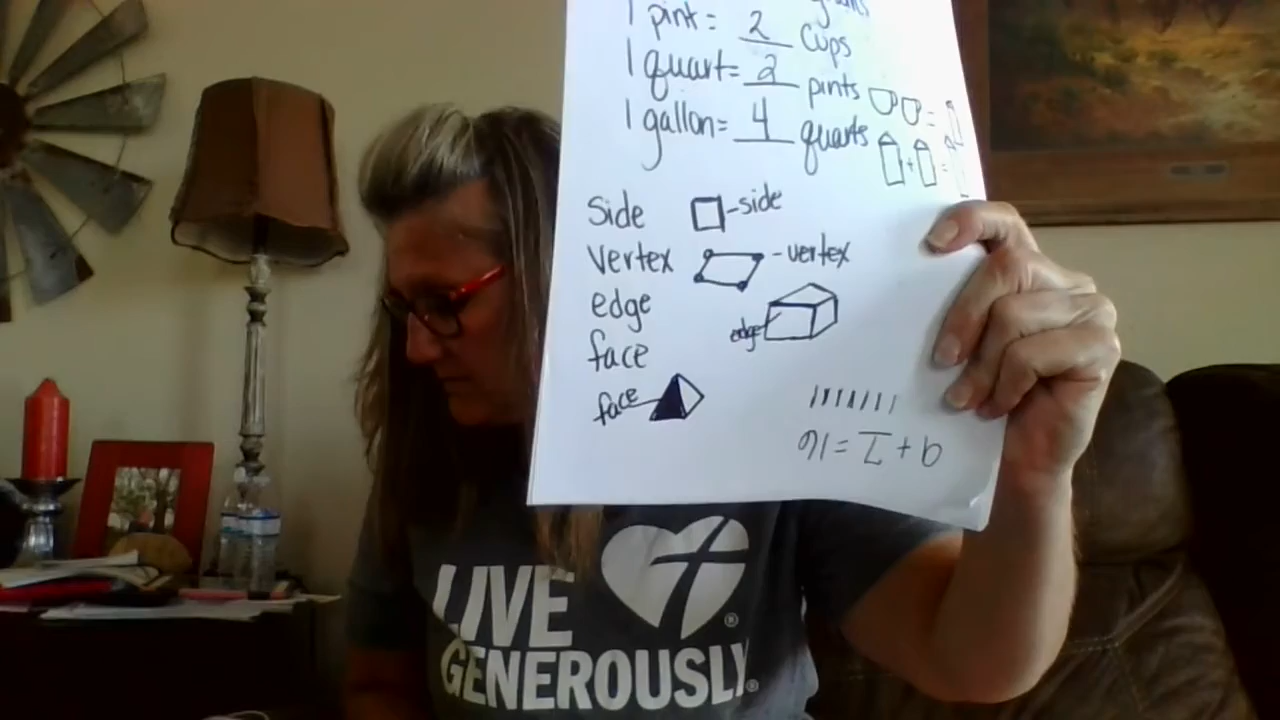 1 pint = 2 cups
1 quart = 2 pints
1 gallon = 4 quarts
Side -side
Vertex -vertex
edge
edge
face
face
9+7=16
LIVE
GENEROUSLY®